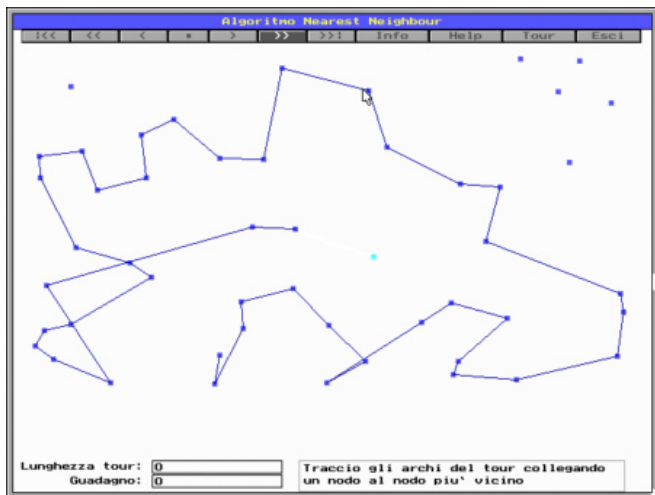 Algoritmo Nearest Neighbour
:<< << < • > >> >>: Info Help Tour Esci
Lunghezza tour: 0
Guadagno: 0
Traccio gli archi del tour collegando
un nodo al nodo piu' vicino